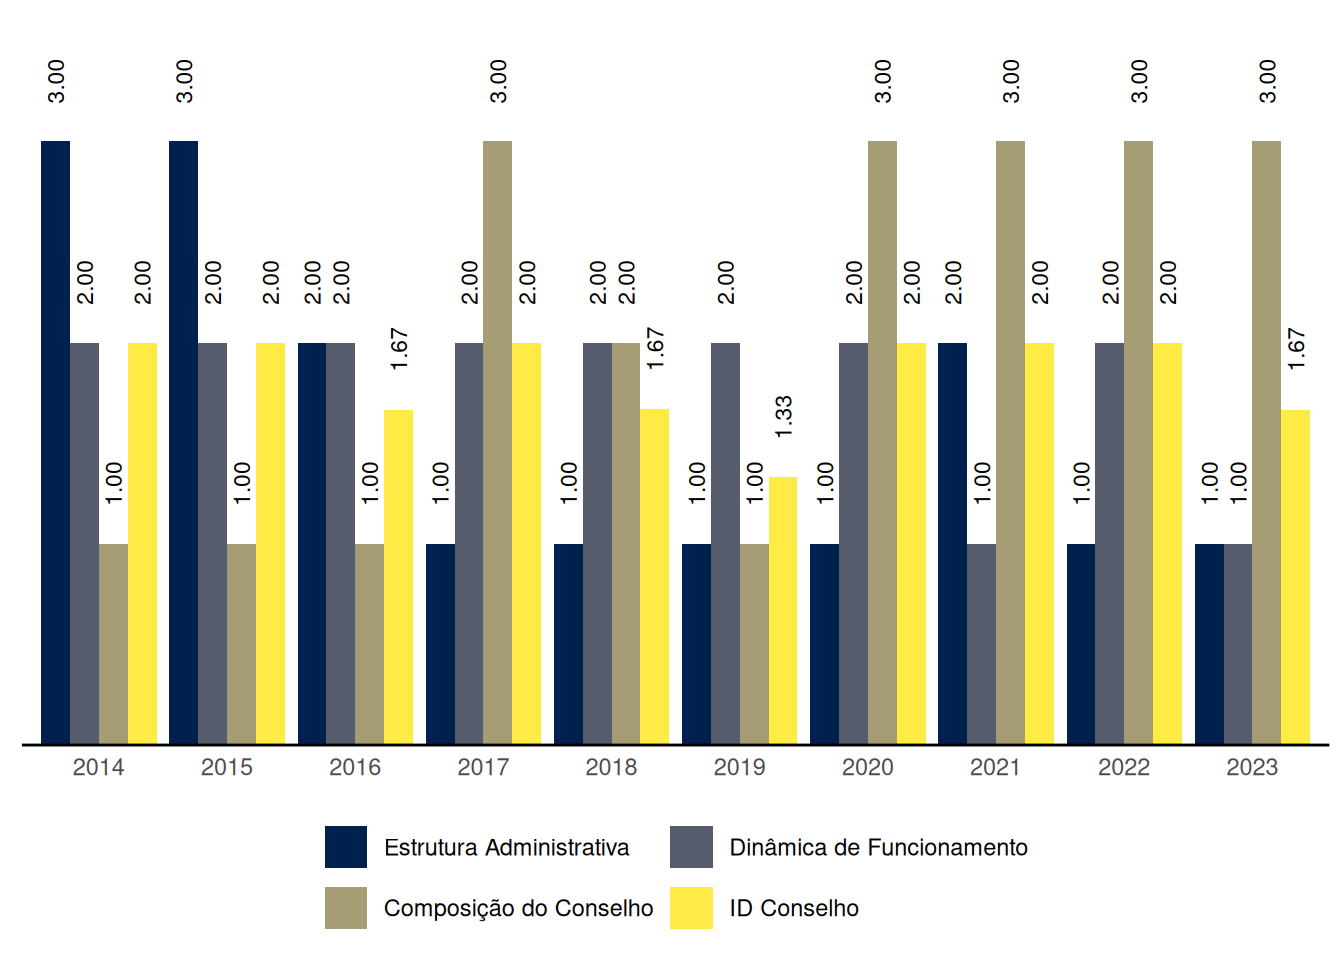 3.00 3.00 3.00 3.00 3.00 3.00 3.00
2.00 2.00 2.00 2.00 2.00 2.00 2.00 2.00 2.00 2.00 2.00 2.00 2.00 2.00 2.00 2.00 2.00
1.67 1.67 1.67
1.33
1.00 1.00 1.00 1.00 1.00 1.00 1.00 1.00 1.00 1.00 1.00 1.00
2014 2015 2016 2017 2018 2019 2020 2021 2022 2023
Estrutura Administrativa Dinâmica de Funcionamento
Composição do Conselho ID Conselho